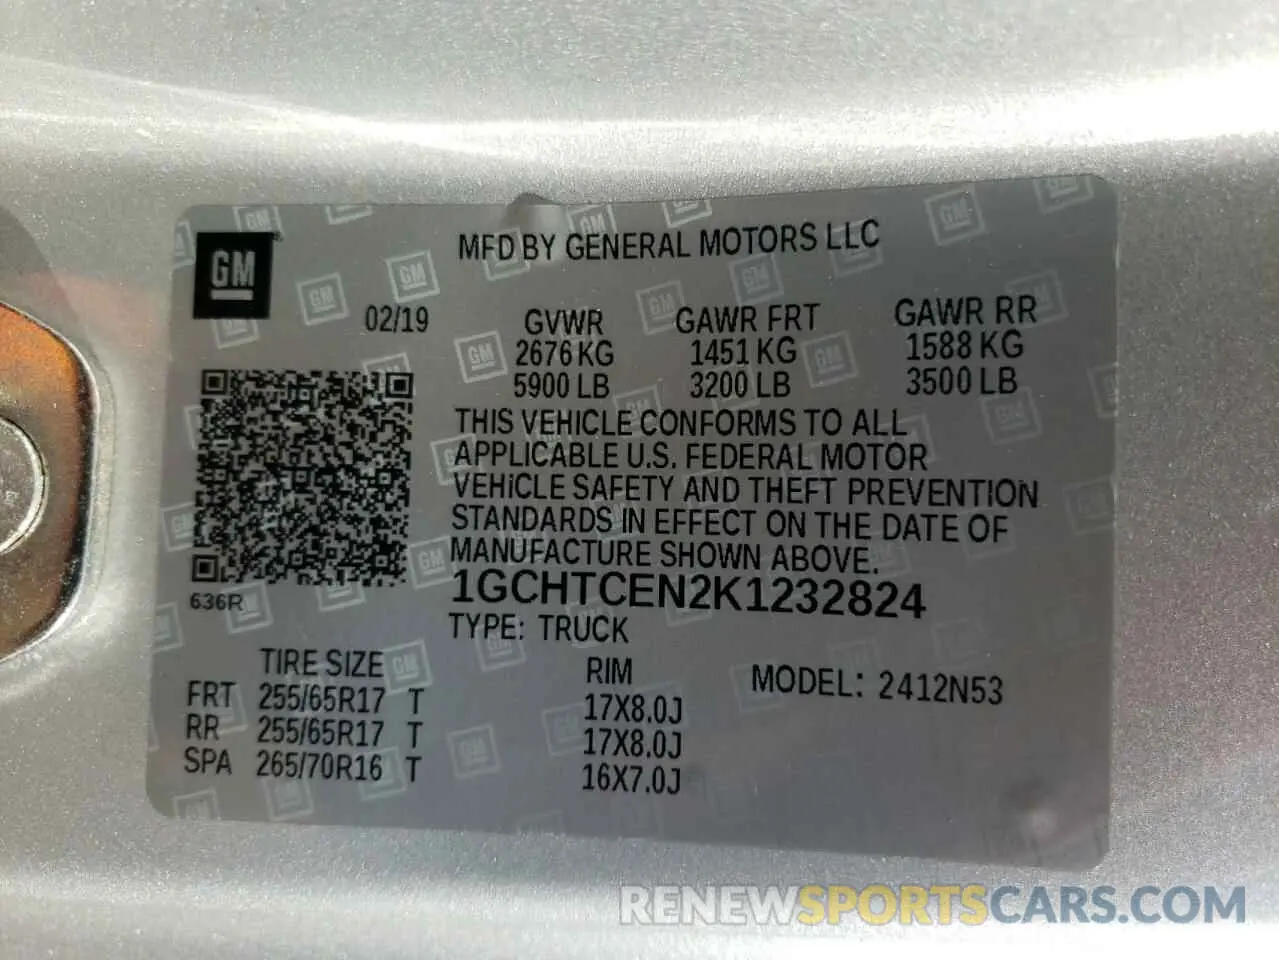 GM
MFD BY GENERAL MOTORS LLC
02/19 GVWR GAWR FRT GAWR RR
2676 KG 1451 KG 1588 KG
5900 LB 3200 LB 3500 LB
THIS VEHICLE CONFORMS TO ALL
APPLICABLE U.S. FEDERAL MOTOR
VEHICLE SAFETY AND THEFT PREVENTION
STANDARDS IN EFFECT ON THE DATE OF
MANUFACTURE SHOWN ABOVE.
1GCHTCEN2K1232824
636R
TYPE: TRUCK
TIRE SIZE RIM MODEL: 2412N53
FRT 255/65R17 T 17X8.0J
RR 255/65R17 T 17X8.0J
SPA 265/70R16 T 16X7.0J
RENEWSPORTSCARS.COM